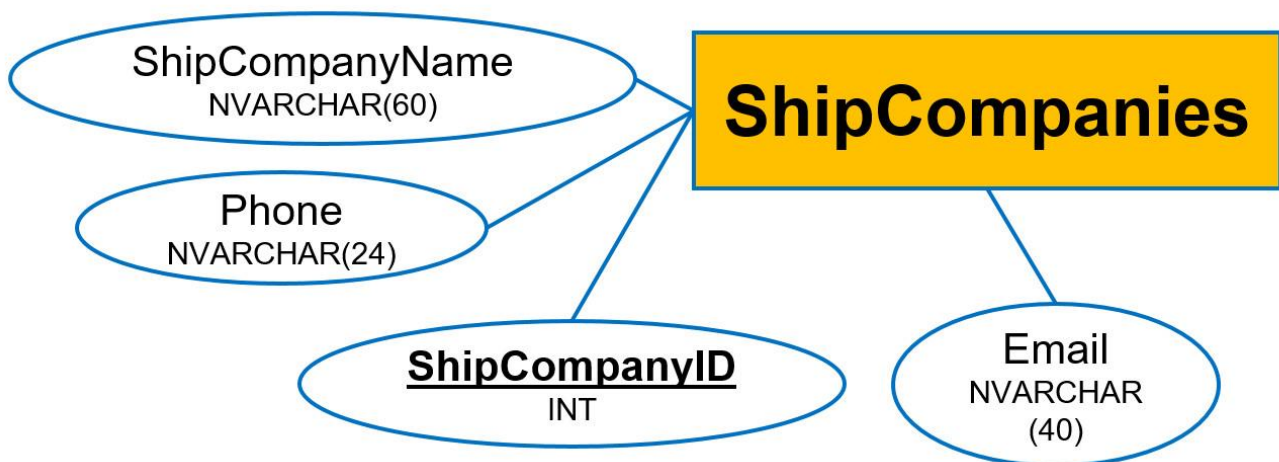 ShipCompanyName
NVARCHAR(60)
ShipCompanies
Phone
NVARCHAR(24)
ShipCompanyID
INT
Email
NVARCHAR
(40)